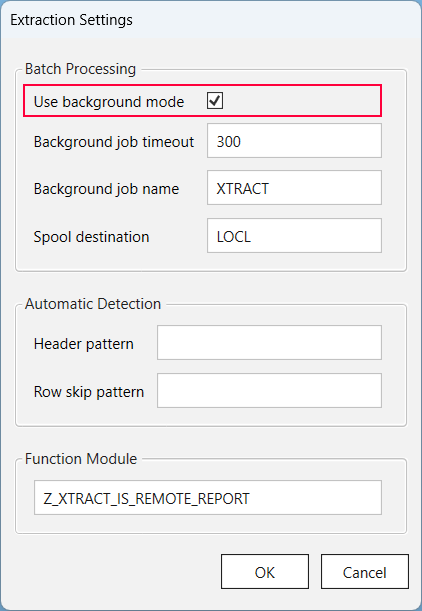 Extraction Settings
Batch Processing
Use background mode
Background job timeout 300
Background job name XTRACT
Spool destination LOCL
Automatic Detection
Header pattern
Row skip pattern
Function Module
Z_XTRACT_IS_REMOTE_REPORT
OK Cancel